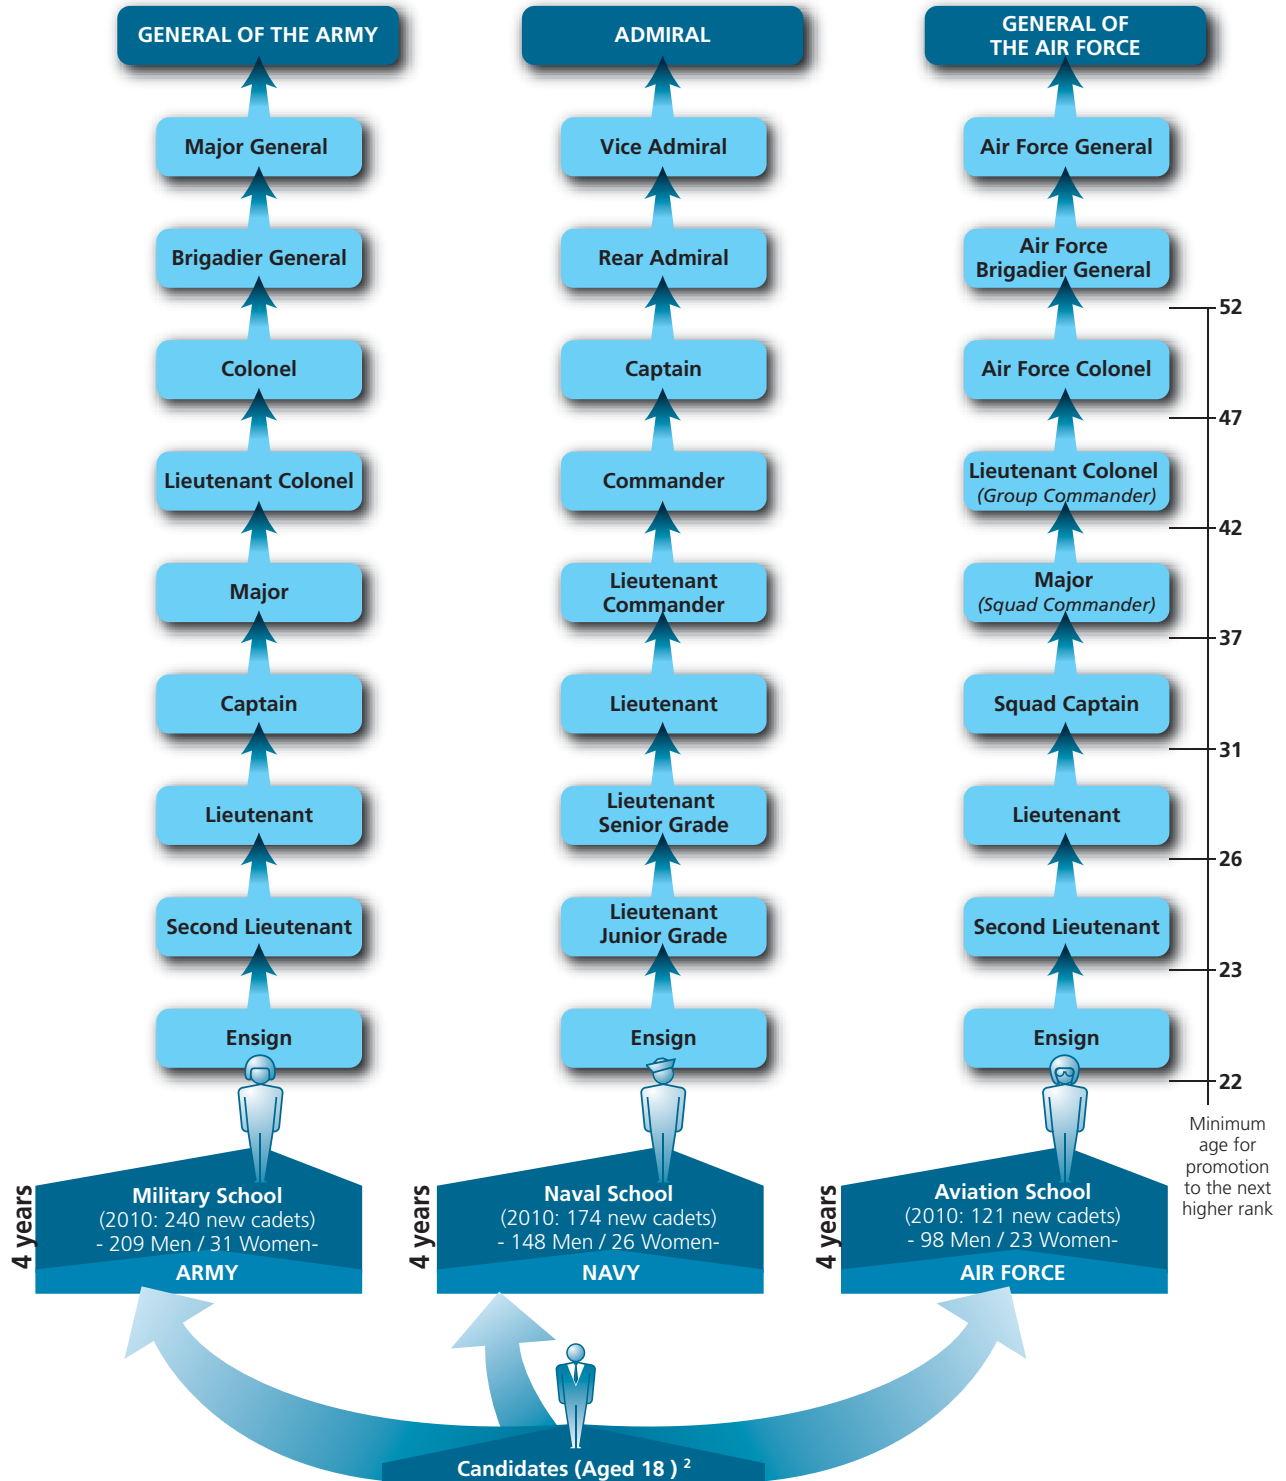 GENERAL OF THE ARMY
Major General
Brigadier General
Colonel
Lieutenant Colonel
Major
Captain
Lieutenant
Second Lieutenant
Ensign
4 years
Military School
(2010: 240 new cadets)
- 209 Men / 31 Women-
ARMY
ADMIRAL
Vice Admiral
Rear Admiral
Captain
Commander
Lieutenant
Commander
Lieutenant
Lieutenant
Senior Grade
Lieutenant
Junior Grade
Ensign
4 years
Naval School
(2010: 174 new cadets)
- 148 Men / 26 Women-
NAVY
GENERAL OF
THE AIR FORCE
Air Force General
Air Force
Brigadier General
Air Force Colonel
Lieutenant Colonel
(Group Commander)
Major
(Squad Commander)
Squad Captain
Lieutenant
Second Lieutenant
Ensign
4 years
Aviation School
(2010: 121 new cadets)
- 98 Men / 23 Women-
AIR FORCE
52
47
42
37
31
26
23
22
Minimum
age for
promotion
to the next
higher rank
Candidates (Aged 18 ) ²